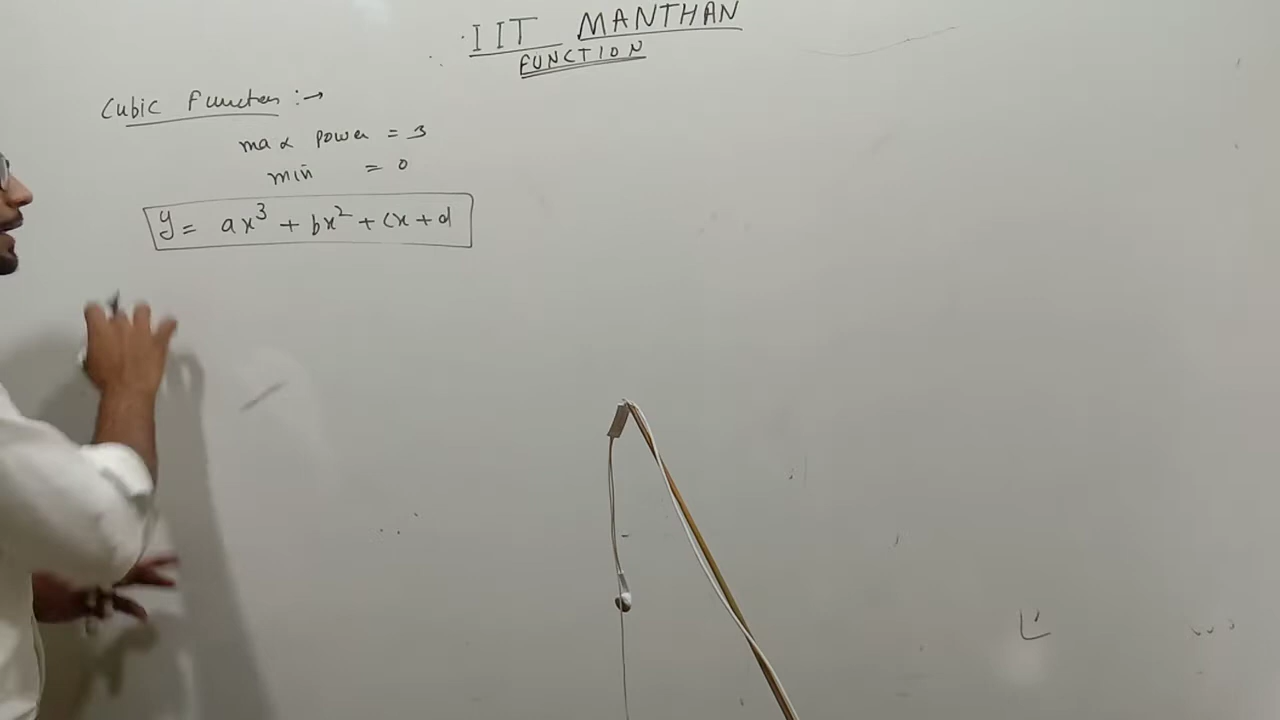 IIT MANTHAN
FUNCTION
Cubic Function :→
max power = 3
min = 0
y = ax³ + bx² + cx + d